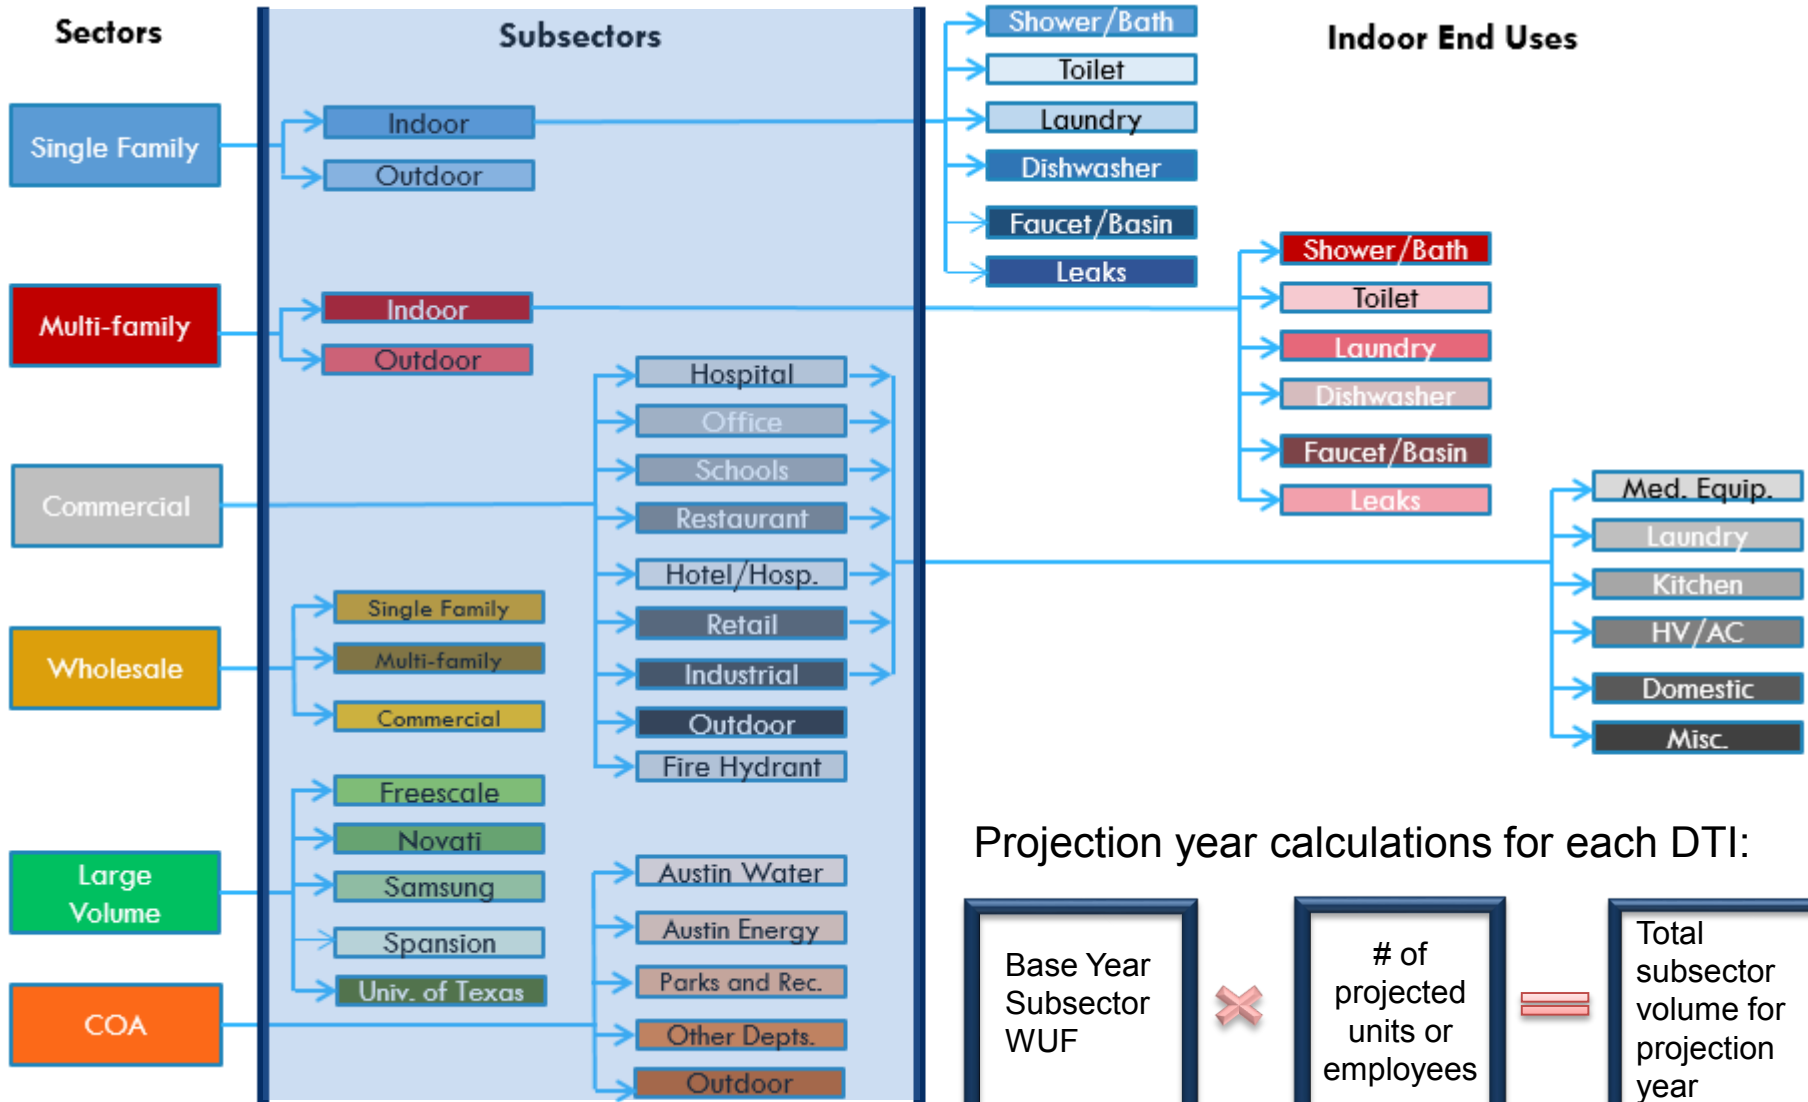 Sectors
Subsectors
Indoor End Uses
Single Family
Indoor
Outdoor
Shower/Bath
Toilet
Laundry
Dishwasher
Faucet/Basin
Leaks
Multi-family
Indoor
Outdoor
Shower/Bath
Toilet
Laundry
Dishwasher
Faucet/Basin
Leaks
Commercial
Hospital
Office
Schools
Restaurant
Hotel/Hosp.
Retail
Industrial
Outdoor
Fire Hydrant
Med. Equip.
Laundry
Kitchen
HV/AC
Domestic
Misc.
Wholesale
Single Family
Multi-family
Commercial
Large
Volume
Freescale
Novati
Samsung
Spansion
Univ. of Texas
COA
Austin Water
Austin Energy
Parks and Rec.
Other Depts.
Outdoor
Projection year calculations for each DTI:
Base Year
Subsector
WUF
# of
projected
units or
employees
Total
subsector
volume for
projection
year